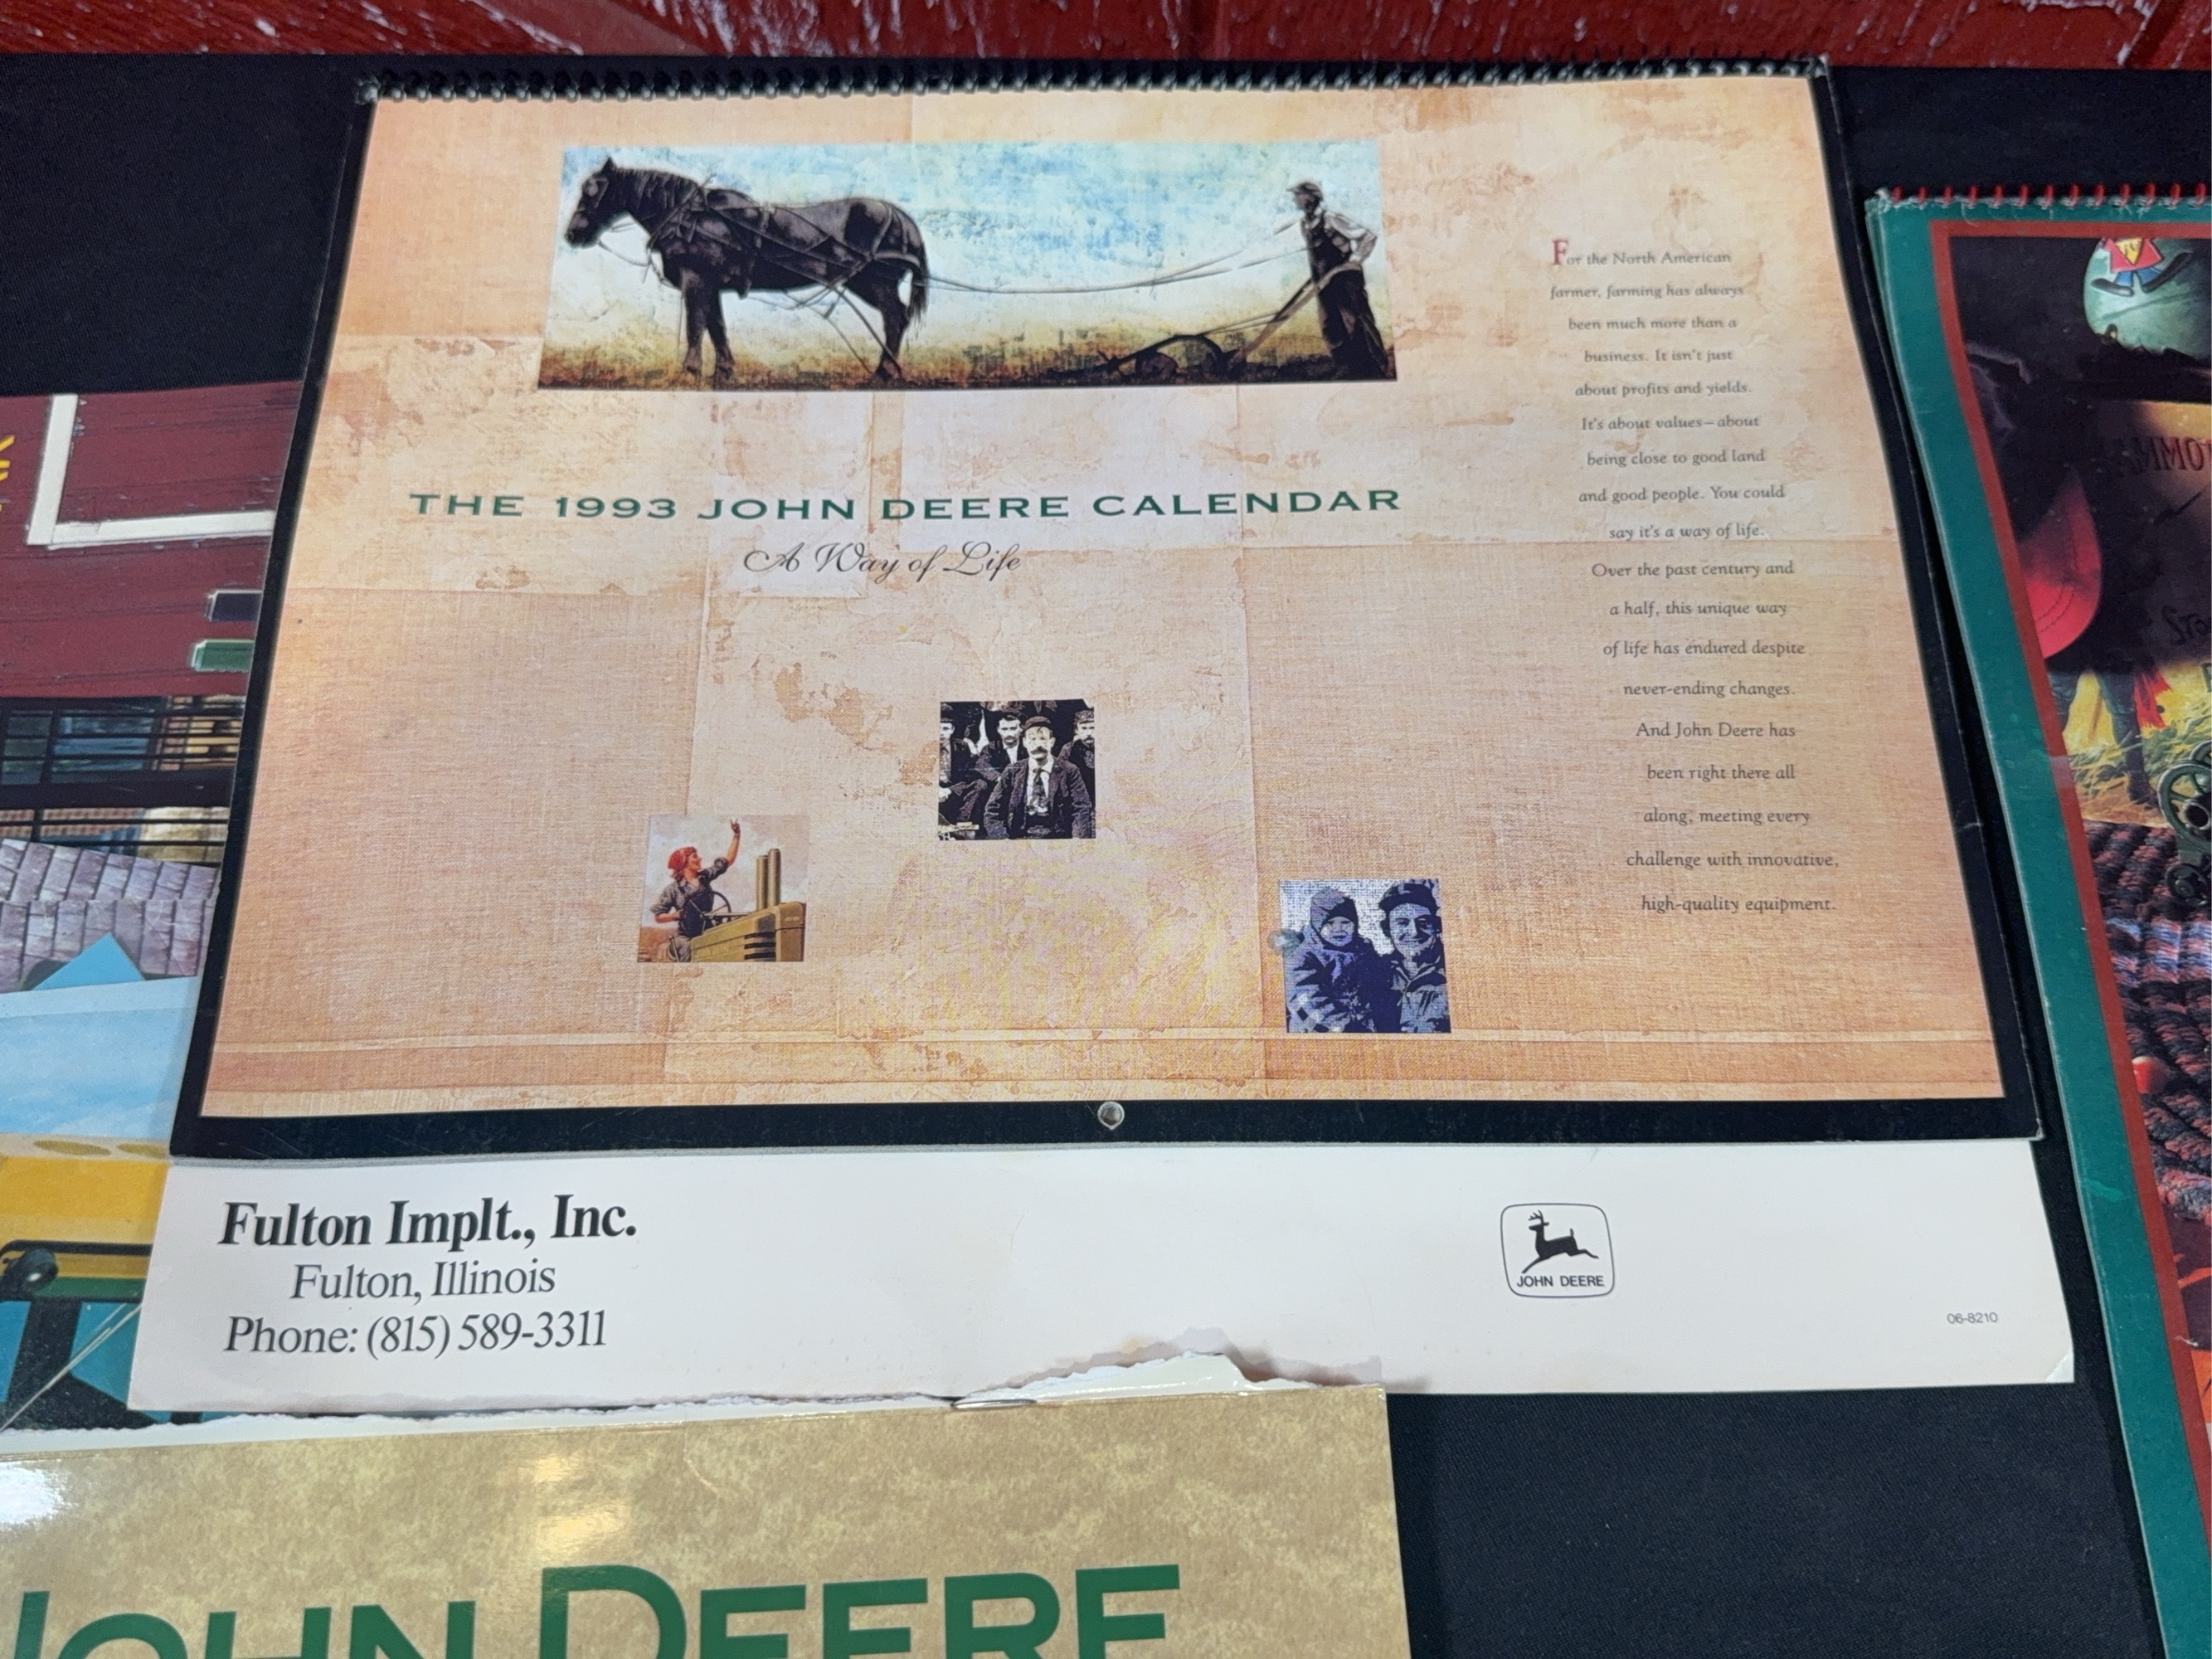 THE 1993 JOHN DEERE CALENDAR
A Way of Life
For the North American
farmer, farming has always
been much more than a
business. It isn't just
about profits and yields.
It's about values—about
being close to good land
and good people. You could
say it's a way of life.
Over the past century and
a half, this unique way
of life has endured despite
never-ending changes.
And John Deere has
been right there all
along, meeting every
challenge with innovative,
high-quality equipment.
Fulton Implt., Inc.
Fulton, Illinois
Phone: (815) 589-3311
JOHN DEERE
06-8210
JOHN DEERE